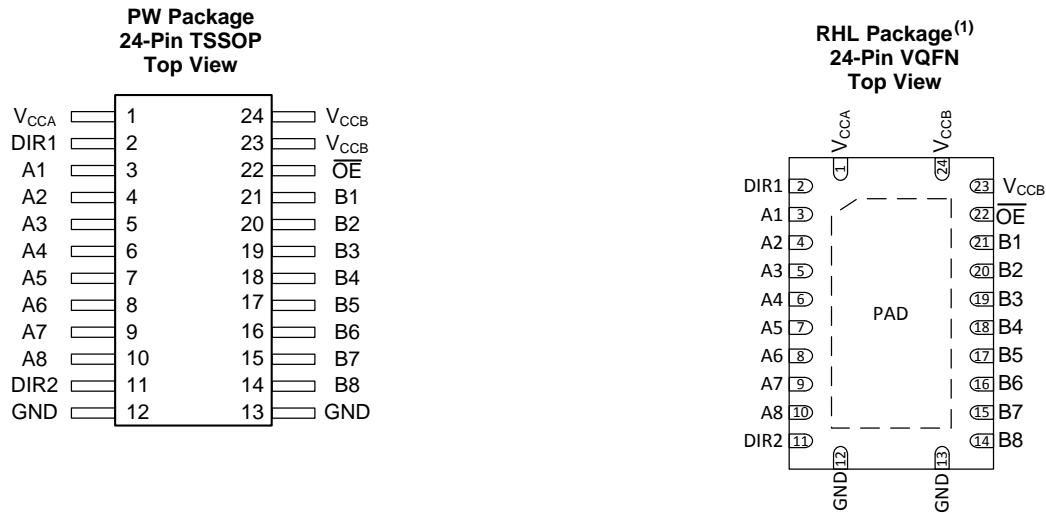 PW Package
24-Pin TSSOP
Top View
VCCA 1 24 VCCB
DIR1 2 23 VCCB
A1 3 22 OE
A2 4 21 B1
A3 5 20 B2
A4 6 19 B3
A5 7 18 B4
A6 8 17 B5
A7 9 16 B6
A8 10 15 B7
DIR2 11 14 B8
GND 12 13 GND
RHL Package(1)
24-Pin VQFN
Top View
VCCA VCCB
1 24
DIR1 2 23 VCCB
A1 3 22 OE
A2 4 21 B1
A3 5 20 B2
A4 6 19 B3
A5 7 PAD 18 B4
A6 8 17 B5
A7 9 16 B6
A8 10 15 B7
DIR2 11 14 B8
12 13
GND GND